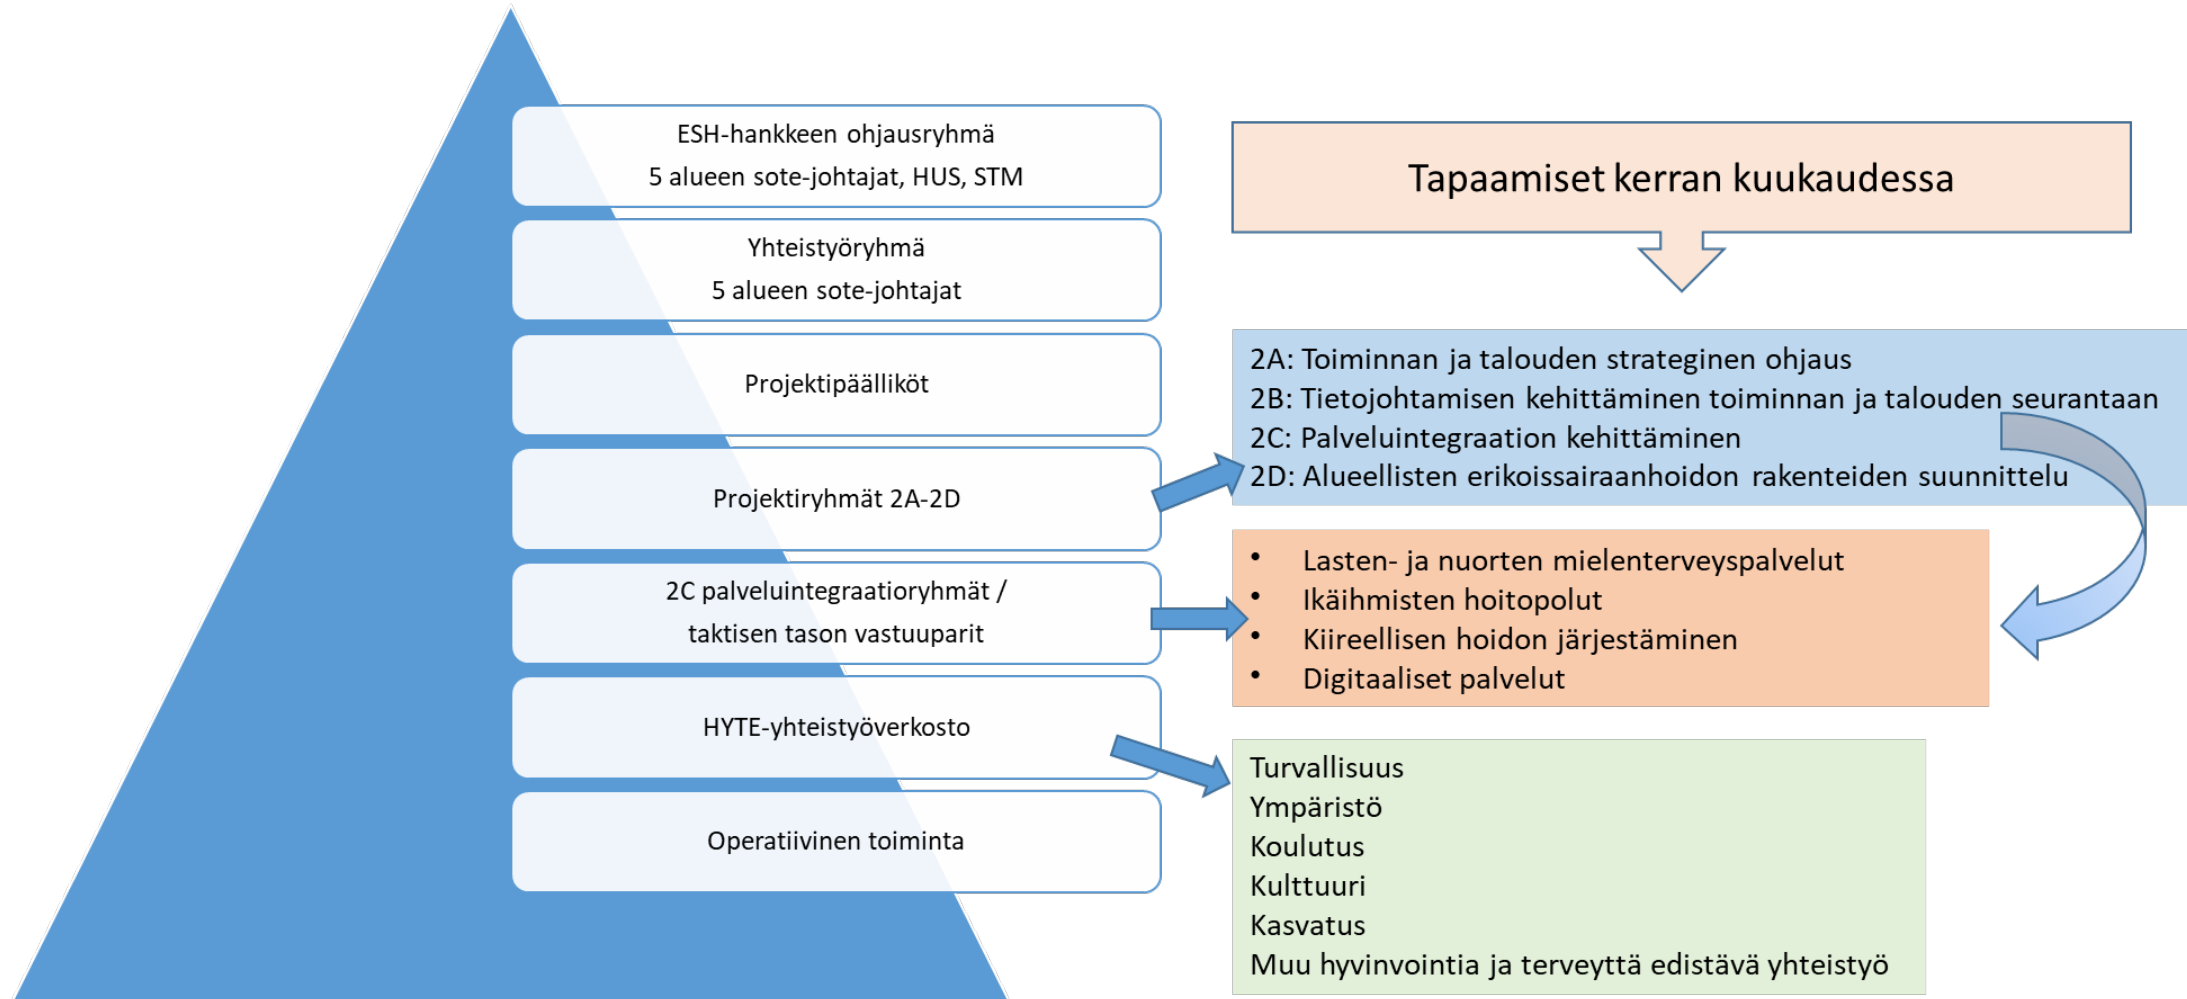 ESH-hankkeen ohjausryhmä
5 alueen sote-johtajat, HUS, STM
Yhteistyöryhmä
5 alueen sote-johtajat
Projektipäälliköt
Projektiryhmät 2A-2D
2C palveluintegraatioryhmät /
taktisen tason vastuuparit
HYTE-yhteistyöverkosto
Operatiivinen toiminta
Tapaamiset kerran kuukaudessa
2A: Toiminnan ja talouden strateginen ohjaus
2B: Tietojohtamisen kehittäminen toiminnan ja talouden seurantaan
2C: Palveluintegraation kehittäminen
2D: Alueellisten erikoissairaanhoidon rakenteiden suunnittelu
• Lasten- ja nuorten mielenterveyspalvelut
• Ikäihmisten hoitopolut
• Kiireellisen hoidon järjestäminen
• Digitaaliset palvelut
Turvallisuus
Ympäristö
Koulutus
Kulttuuri
Kasvatus
Muu hyvinvointia ja terveyttä edistävä yhteistyö